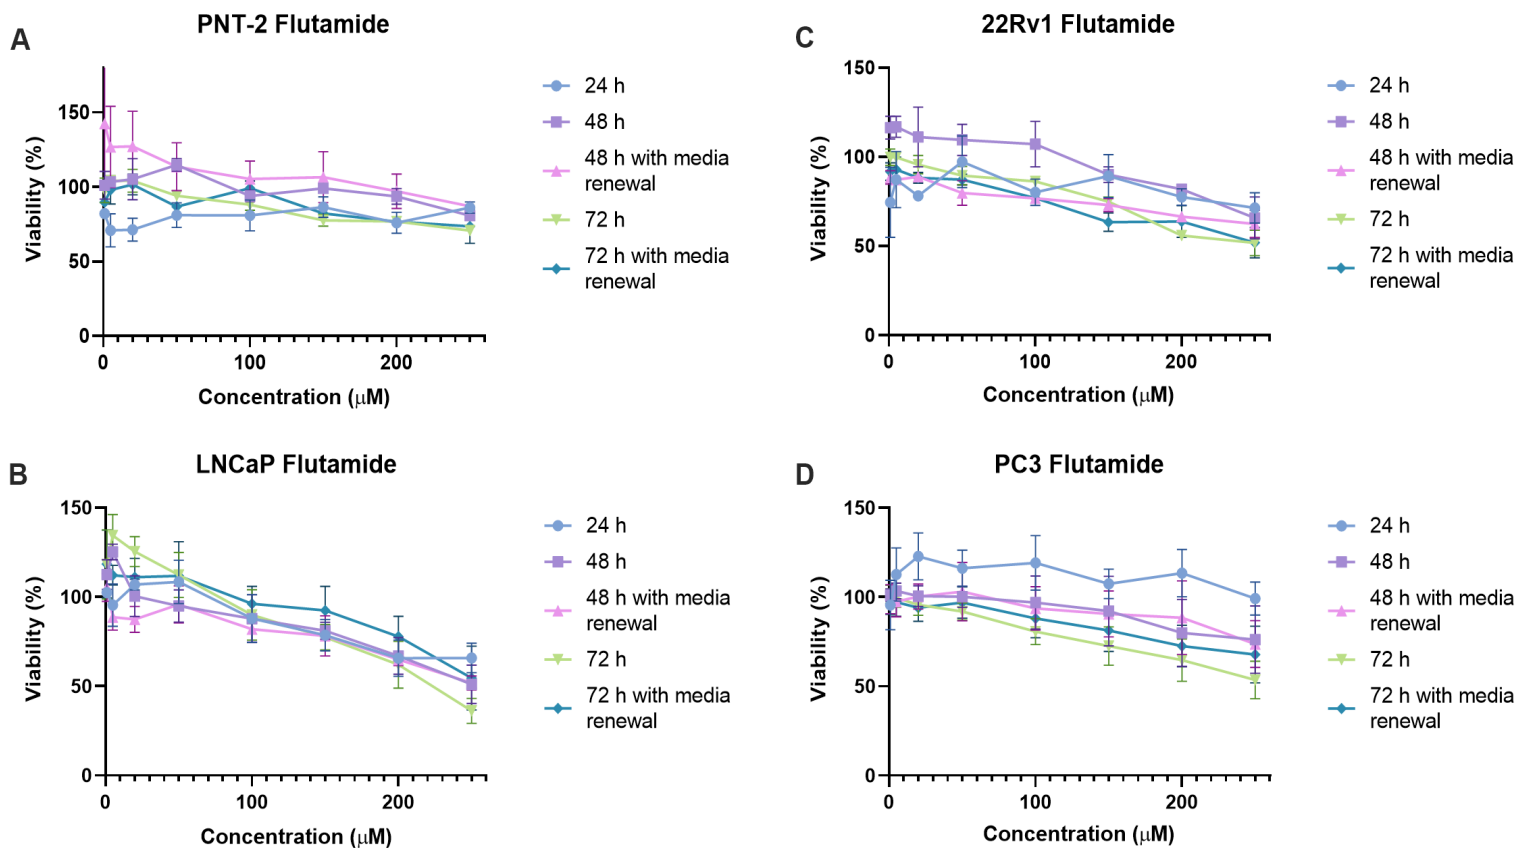 A
PNT-2 Flutamide
Viability (%)
150
100
50
0
0
100
200
Concentration (μM)
24 h
48 h
48 h with media
renewal
72 h
72 h with media
renewal
C
22Rv1 Flutamide
Viability (%)
150
100
50
0
0
100
200
Concentration (μM)
24 h
48 h
48 h with media
renewal
72 h
72 h with media
renewal
B
LNCaP Flutamide
Viability (%)
150
100
50
0
0
100
200
Concentration (μM)
24 h
48 h
48 h with media
renewal
72 h
72 h with media
renewal
D
PC3 Flutamide
Viability (%)
150
100
50
0
0
100
200
Concentration (μM)
24 h
48 h
48 h with media
renewal
72 h
72 h with media
renewal